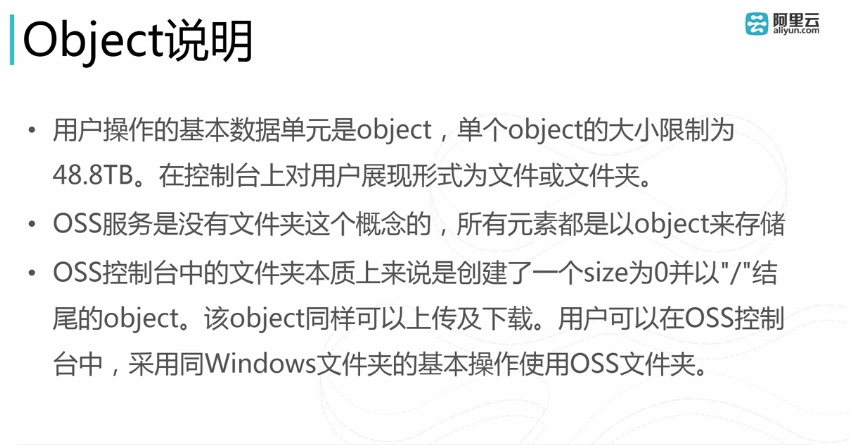 Object说明
阿里云
aliyun.com
• 用户操作的基本数据单元是object，单个object的大小限制为
48.8TB。在控制台上对用户展现形式为文件或文件夹。
• OSS服务是没有文件夹这个概念的，所有元素都是以object来存储
• OSS控制台中的文件夹本质上来说是创建了一个size为0并以"/"结
尾的object。该object同样可以上传及下载。用户可以在OSS控制
台中，采用同Windows文件夹的基本操作使用OSS文件夹。